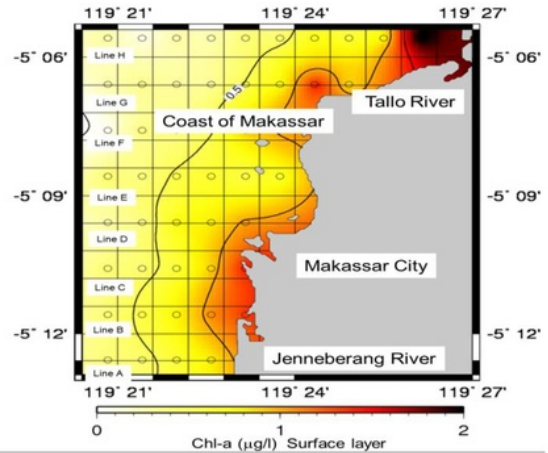 119° 21' 119° 24' 119° 27'
-5° 06' -5° 06'
Line H
Line G
Tallo River
0.5
Coast of Makassar
Line F
-5° 09' -5° 09'
Line E
Line D
Makassar City
Line C
-5° 12' -5° 12'
Line B
Jenneberang River
Line A
119° 21' 119° 24' 119° 27'
0 1 2
Chl-a (µg/l) Surface layer